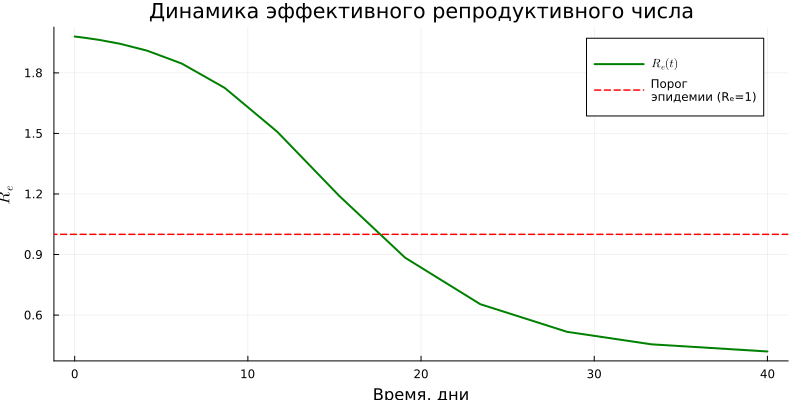 Динамика эффективного репродуктивного числа
Rₑ(t)
Порог
эпидемии (Rₑ=1)
1.8
1.5
1.2
0.9
0.6
Rₑ
0 10 20 30 40
Время, дни